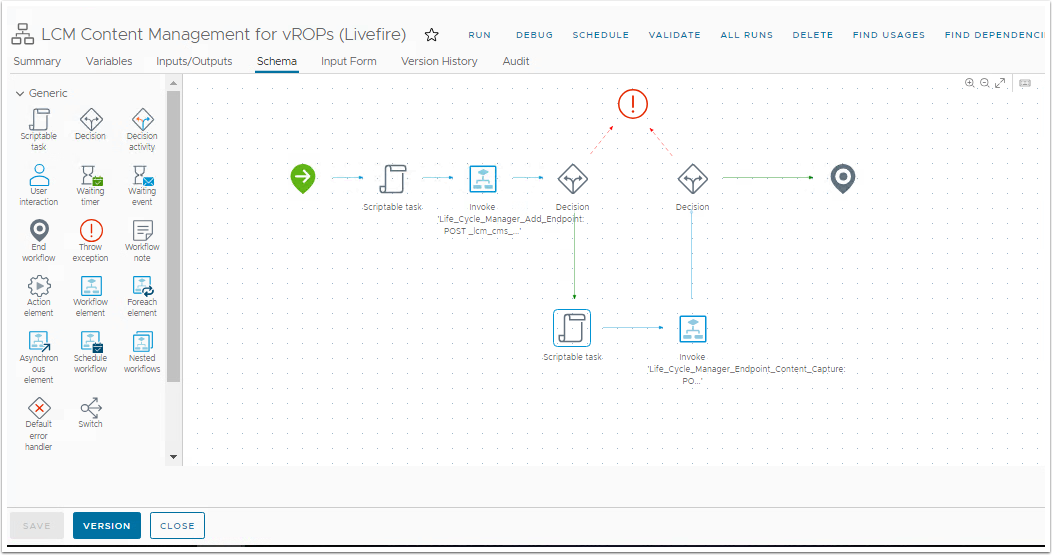 LCM Content Management for vROPs (Livefire)
RUN
DEBUG
SCHEDULE
VALIDATE
ALL RUNS
DELETE
FIND USAGES
FIND DEPENDENCI
Summary
Variables
Inputs/Outputs
Schema
Input Form
Version History
Audit
Generic
Scriptable
task
Decision
Decision
activity
User
interaction
Waiting
timer
Waiting
event
End
workflow
Throw
exception
Workflow
note
Action
element
Workflow
element
Foreach
element
Asynchron
ous
element
Schedule
workflow
Nested
workflows
Default
error
handler
Switch
Scriptable task
Invoke
'Life_Cycle_Manager_Add_Endpoint:
POST _lcm_cms_...'
Decision
Decision
Scriptable task
Invoke
'Life_Cycle_Manager_Endpoint_Content_Capture:
PO...'
SAVE
VERSION
CLOSE